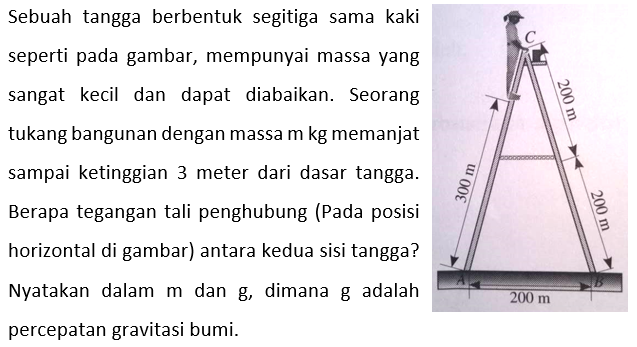 Sebuah tangga berbentuk segitiga sama kaki
seperti pada gambar, mempunyai massa yang
sangat kecil dan dapat diabaikan. Seorang
tukang bangunan dengan massa m kg memanjat
sampai ketinggian 3 meter dari dasar tangga.
Berapa tegangan tali penghubung (Pada posisi
horizontal di gambar) antara kedua sisi tangga?
Nyatakan dalam m dan g, dimana g adalah
percepatan gravitasi bumi.
C
200 m
300 m
200 m
A
B
200 m